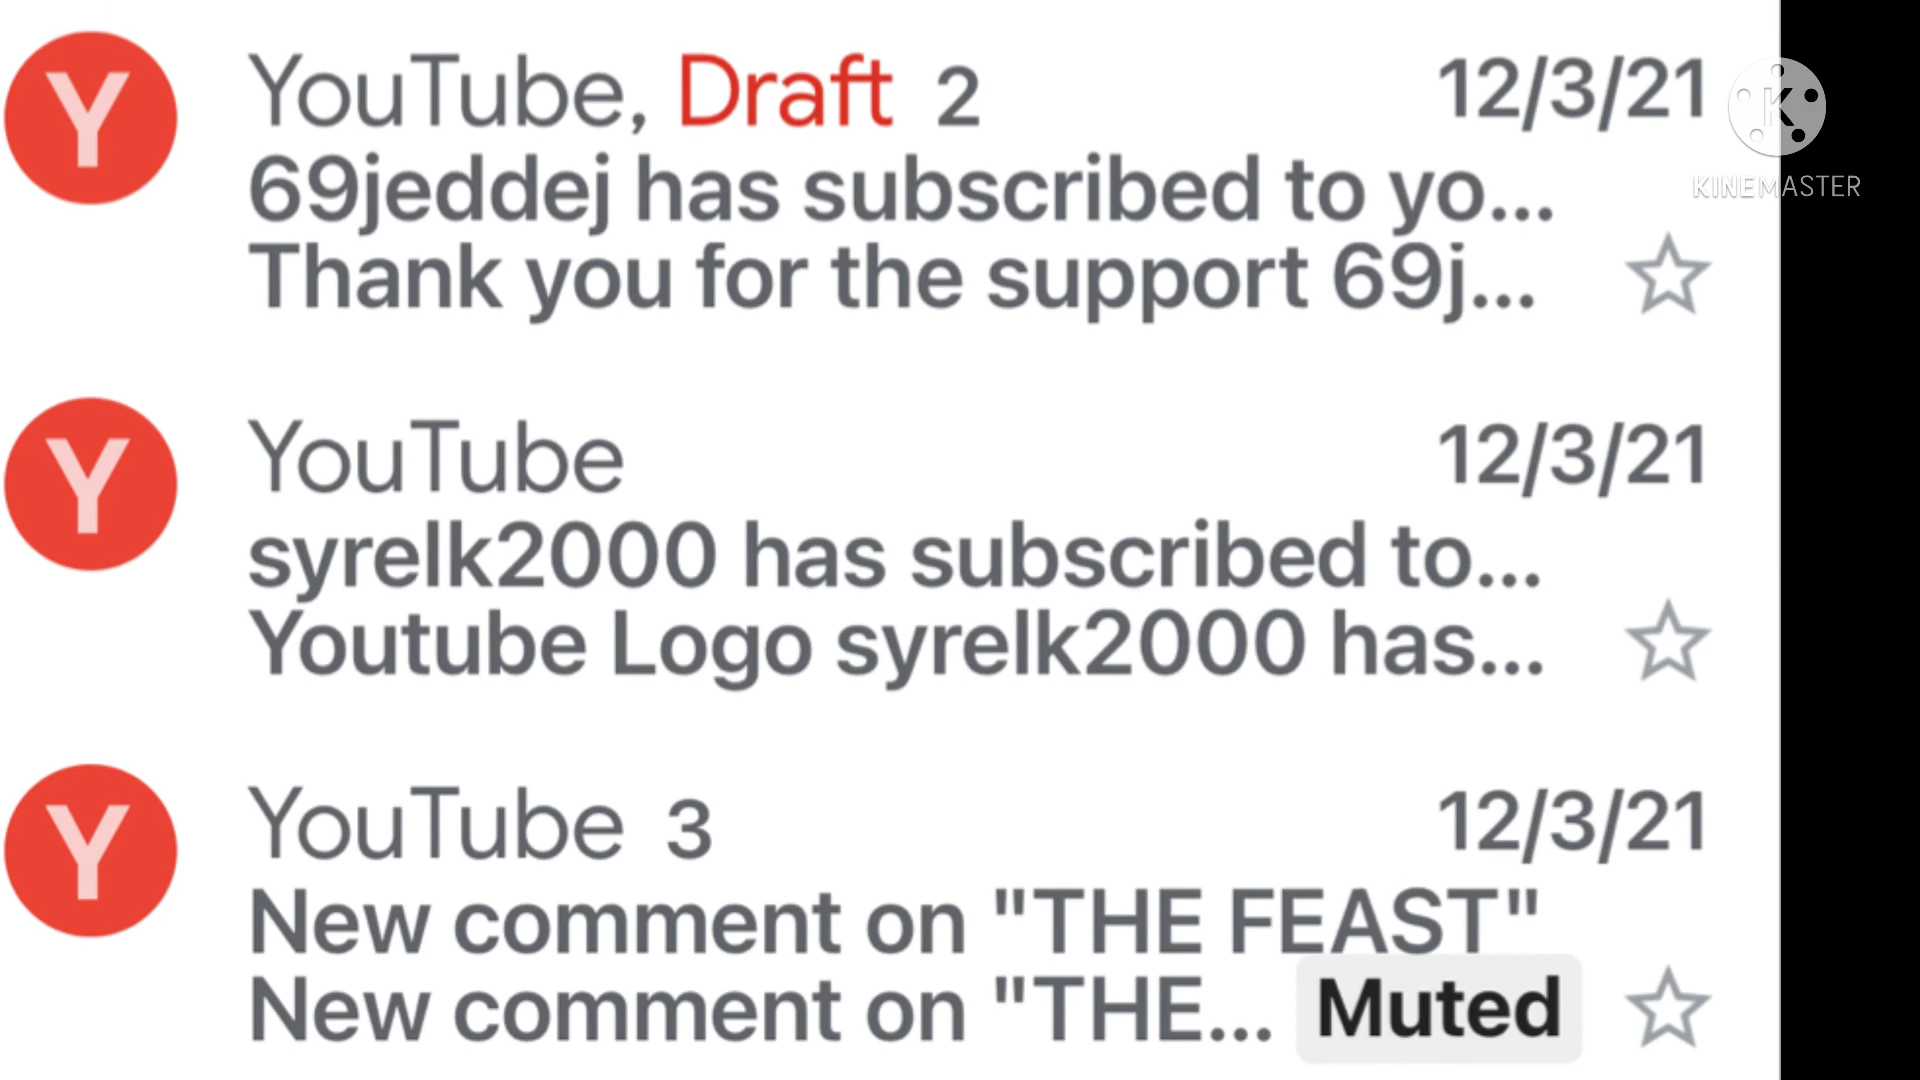 Y
YouTube, Draft 2
12/3/21
K
KINEMASTER
69jeddej has subscribed to yo...
Thank you for the support 69j...
Y
YouTube
12/3/21
syrelk2000 has subscribed to...
Youtube Logo syrelk2000 has...
Y
YouTube 3
12/3/21
New comment on "THE FEAST"
New comment on "THE... Muted